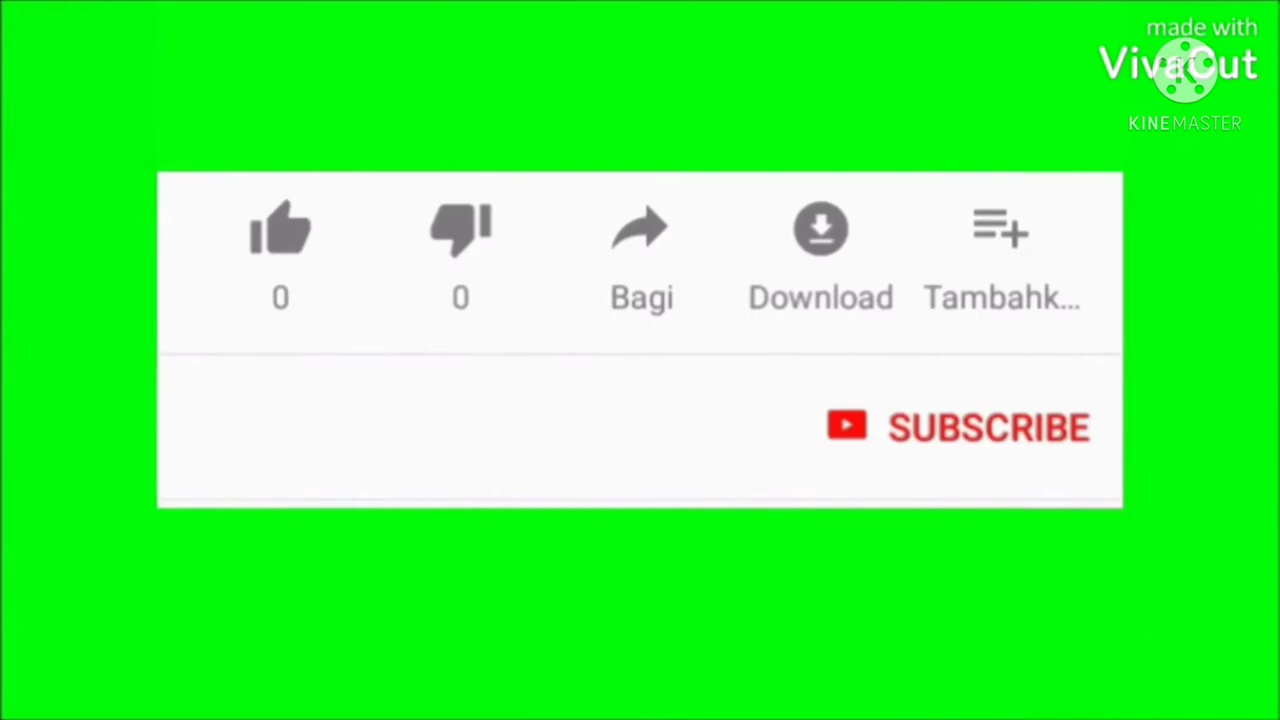 made with
VivaCut
KINEMASTER
0 0 Bagi Download Tambahk...
SUBSCRIBE